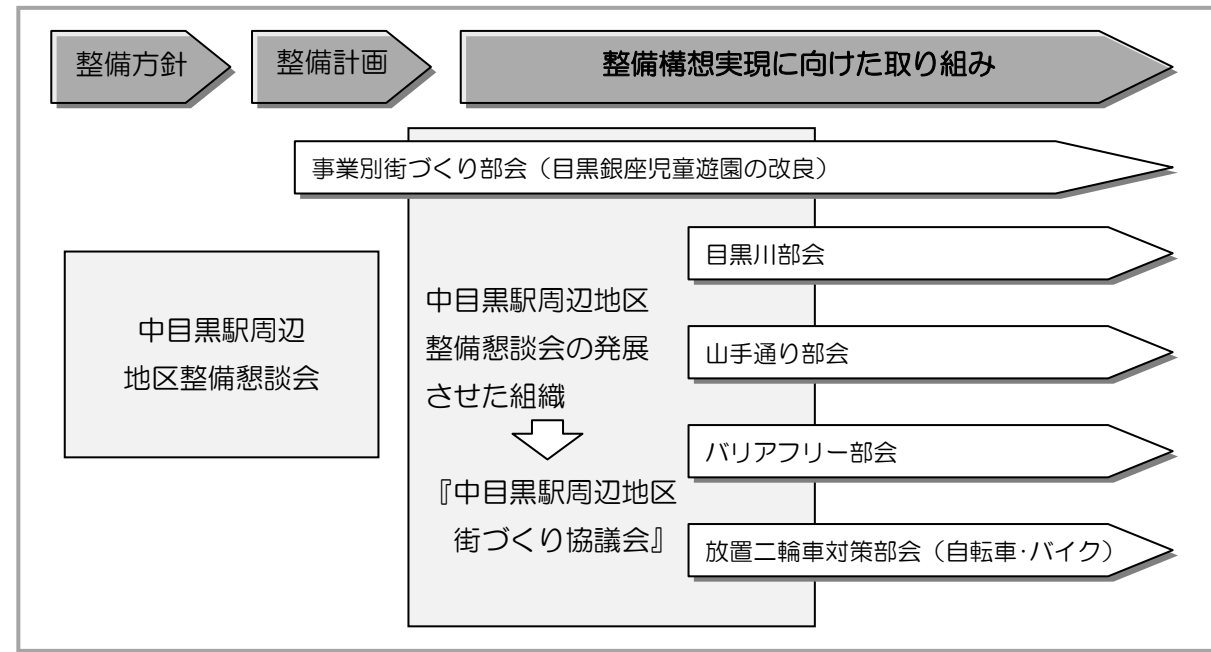 整備方針
整備計画
整備構想実現に向けた取り組み
事業別街づくり部会（目黒銀座児童遊園の改良）
中目黒駅周辺
地区整備懇談会
中目黒駅周辺地区
整備懇談会の発展
させた組織
『中目黒駅周辺地区
街づくり協議会』
目黒川部会
山手通り部会
バリアフリー部会
放置二輪車対策部会（自転車･バイク）